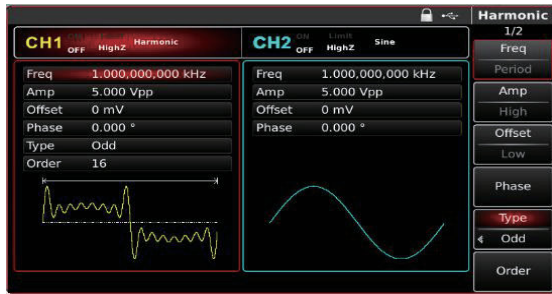 Harmonic
1/2
CH1 ON OFF Limit HighZ Harmonic
CH2 ON OFF Limit HighZ Sine
Freq 1.000,000,000 kHz
Amp 5.000 Vpp
Offset 0 mV
Phase 0.000 °
Type Odd
Order 16
Freq 1.000,000,000 kHz
Amp 5.000 Vpp
Offset 0 mV
Phase 0.000 °
Freq
Period
Amp
High
Offset
Low
Phase
Type
Odd
Order